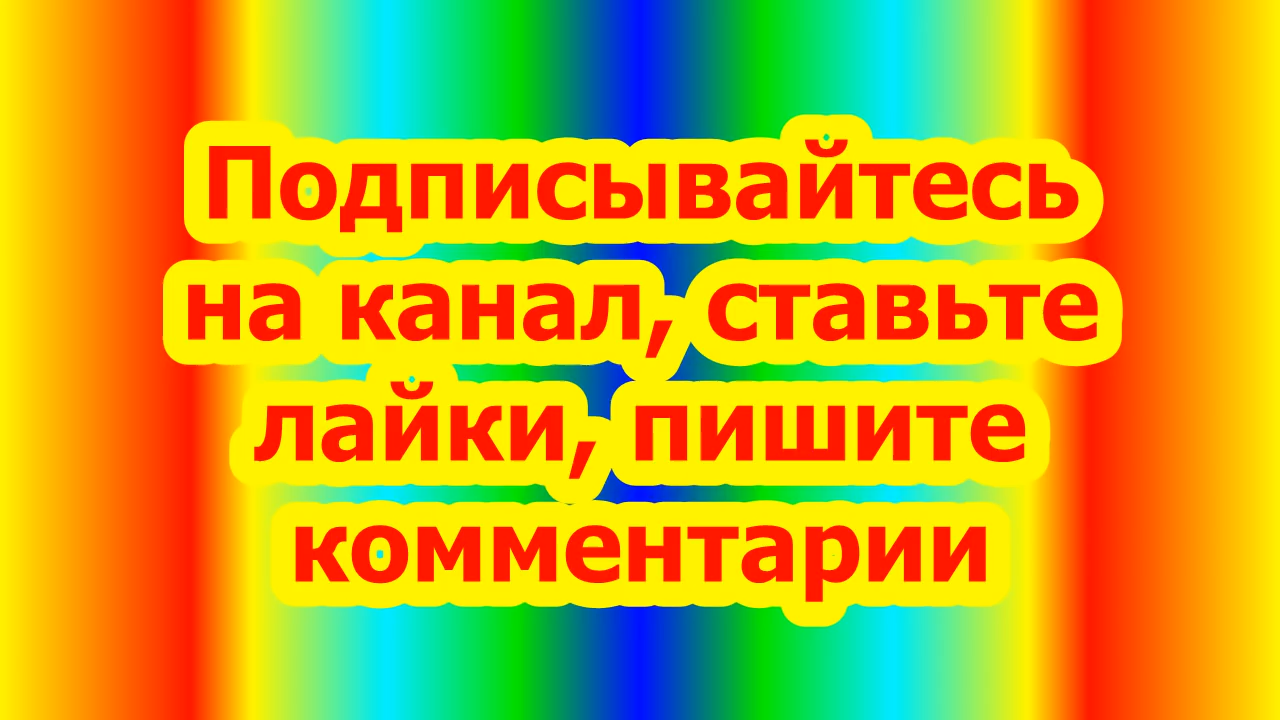 Подписывайтесь
на канал, ставьте
лайки, пишите
комментарии